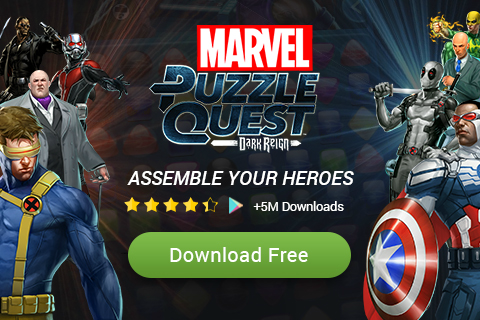 MARVEL
PUZZLE
QUEST
DARK REIGN
ASSEMBLE YOUR HEROES
+5M Downloads
Download Free